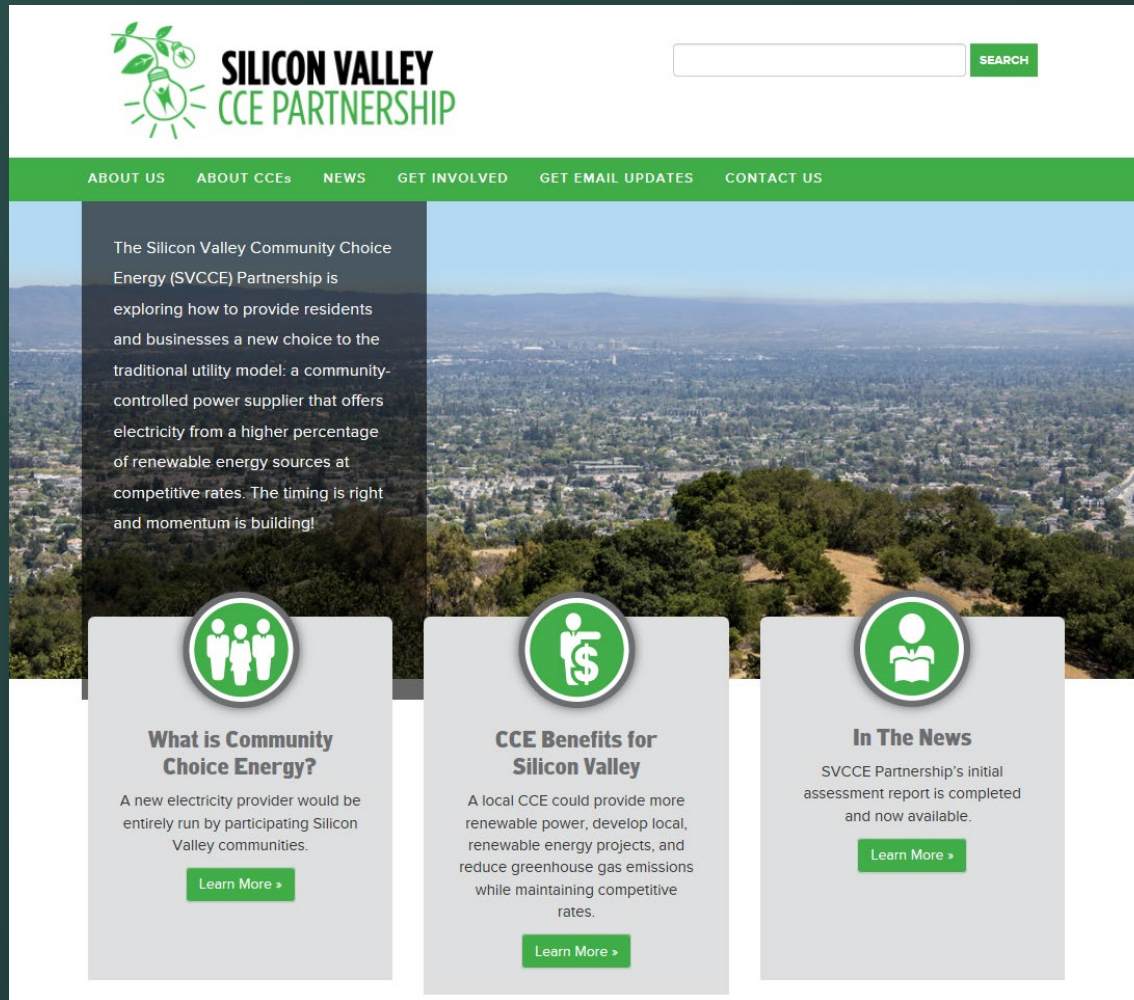 SILICON VALLEY
CCE PARTNERSHIP
SEARCH
ABOUT US ABOUT CCEs NEWS GET INVOLVED GET EMAIL UPDATES CONTACT US
The Silicon Valley Community Choice
Energy (SVCCE) Partnership is
exploring how to provide residents
and businesses a new choice to the
traditional utility model: a community-
controlled power supplier that offers
electricity from a higher percentage
of renewable energy sources at
competitive rates. The timing is right
and momentum is building!
What is Community
Choice Energy?
A new electricity provider would be
entirely run by participating Silicon
Valley communities.
Learn More »
$
CCE Benefits for
Silicon Valley
A local CCE could provide more
renewable power, develop local,
renewable energy projects, and
reduce greenhouse gas emissions
while maintaining competitive
rates.
Learn More »
In The News
SVCCE Partnership's initial
assessment report is completed
and now available.
Learn More »